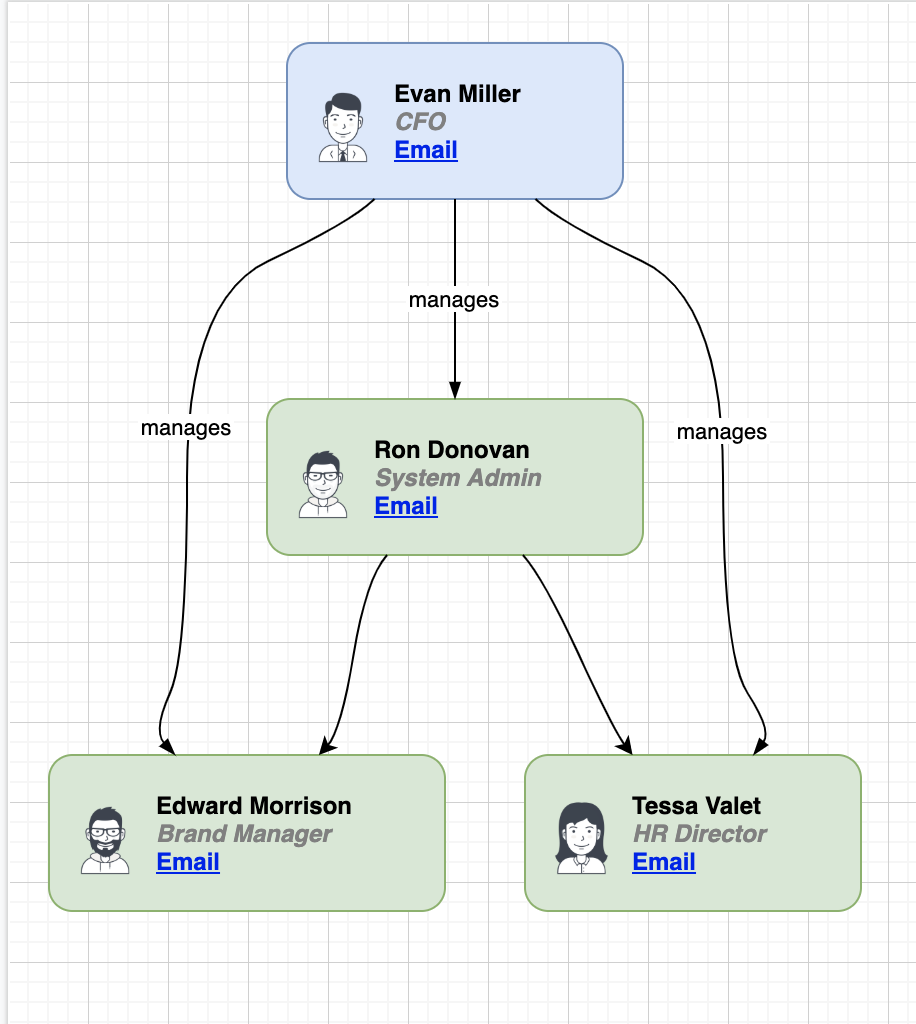 Evan Miller
CFO
Email
manages
manages
manages
Ron Donovan
System Admin
Email
Edward Morrison
Brand Manager
Email
Tessa Valet
HR Director
Email